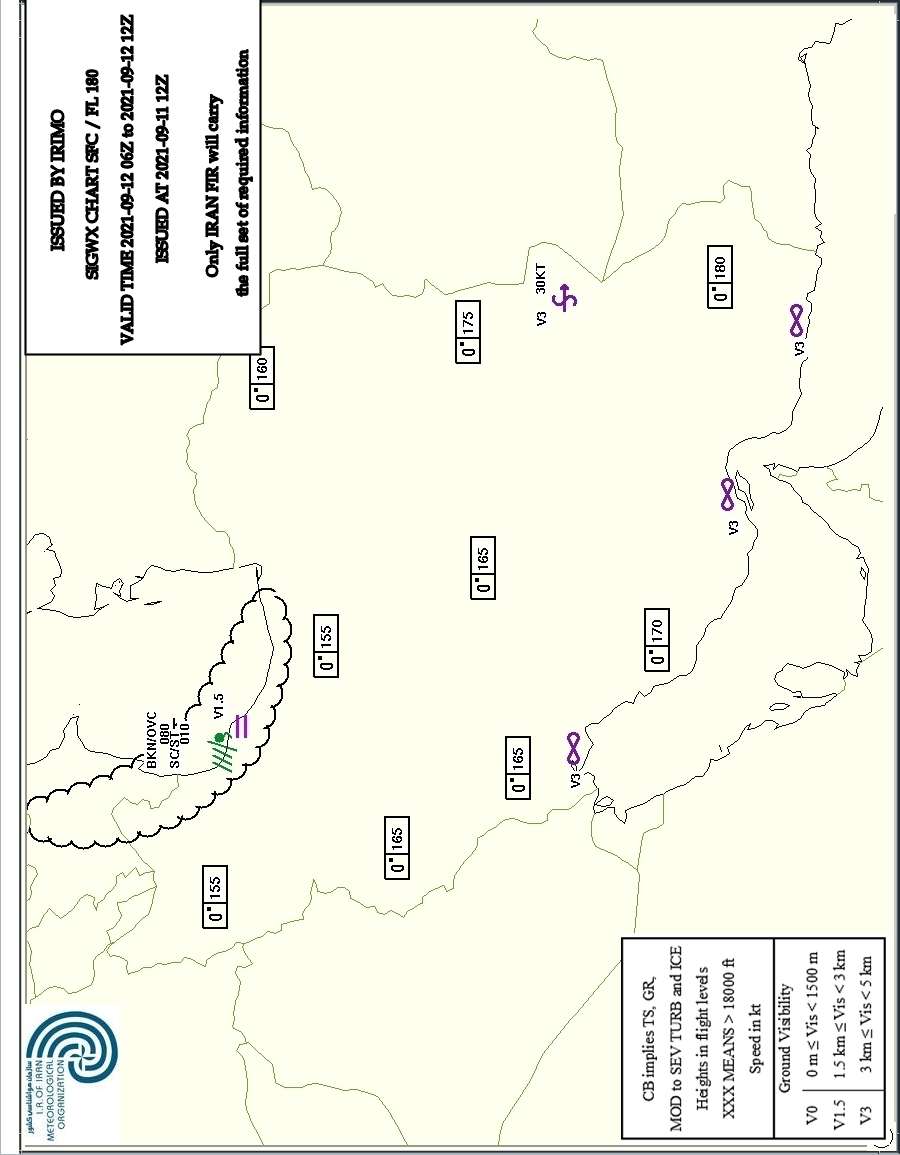 ISSUED BY IRIMO
SIGWX CHART SFC / FL 180
VALID TIME 2021-09-12 06Z to 2021-09-12 12Z
ISSUED AT 2021-09-11 12Z
Only IRAN FIR will carry
the full set of required information
سازمان هواشناسی کشور
I.R. OF IRAN
METEOROLOGICAL
ORGANIZATION
BKN/OVC
080
SC/ST
010
V1.5
0° 155
0° 155
0° 160
0° 165
0° 165
0° 165
0° 175
V3 30KT
0° 170
0° 180
V3
V3
V3
CB implies TS, GR,
MOD to SEV TURB and ICE
Heights in flight levels
XXX MEANS > 18000 ft
Speed in kt
Ground Visibility
V0 0 m ≤ Vis < 1500 m
V1.5 1.5 km ≤ Vis < 3 km
V3 3 km ≤ Vis < 5 km